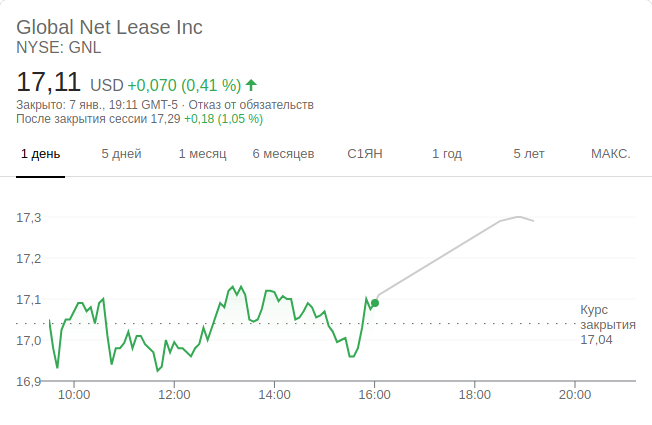 Global Net Lease Inc
NYSE: GNL
17,11 USD +0,070 (0,41 %)
Закрыто: 7 янв., 19:11 GMT-5 · Отказ от обязательств
После закрытия сессии 17,29 +0,18 (1,05 %)
1 день 5 дней 1 месяц 6 месяцев С1ЯН 1 год 5 лет МАКС.
17,3
17,2
17,1
Курс
закрытия
17,04
17,0
16,9
10:00 12:00 14:00 16:00 18:00 20:00